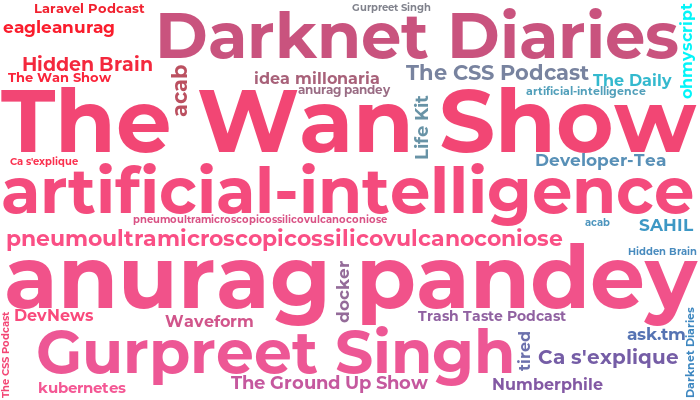 Laravel Podcast
Gurpreet Singh
eagleanurag
Darknet Diaries
ohmyscript
Hidden Brain
The Wan Show
acab
idea millonaria
The CSS Podcast
The Daily
anurag pandey
artificial-intelligence
The Wan Show
Life Kit
Ca s'explique
Developer-Tea
artificial-intelligence
pneumoultramicroscopicossilicovulcanoconiose
acab
SAHIL
pneumoultramicroscopicossilicovulcanoconiose
Hidden Brain
anurag pandey
docker
DevNews
Waveform
Trash Taste Podcast
The CSS Podcast
Gurpreet Singh
tired
ask.tm
Darknet Diaries
Ca s'explique
kubernetes
The Ground Up Show
Numberphile